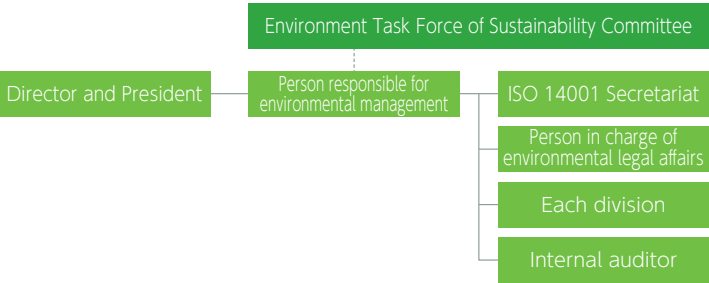 Environment Task Force of Sustainability Committee
Director and President
Person responsible for
environmental management
ISO 14001 Secretariat
Person in charge of
environmental legal affairs
Each division
Internal auditor